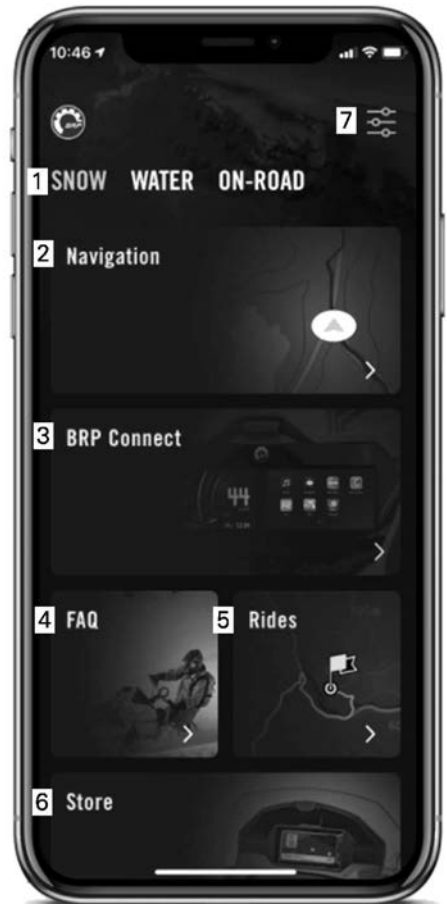 10:46
BRP
7
1 SNOW WATER ON-ROAD
2 Navigation
3 BRP Connect
44
4 FAQ
5 Rides
6 Store